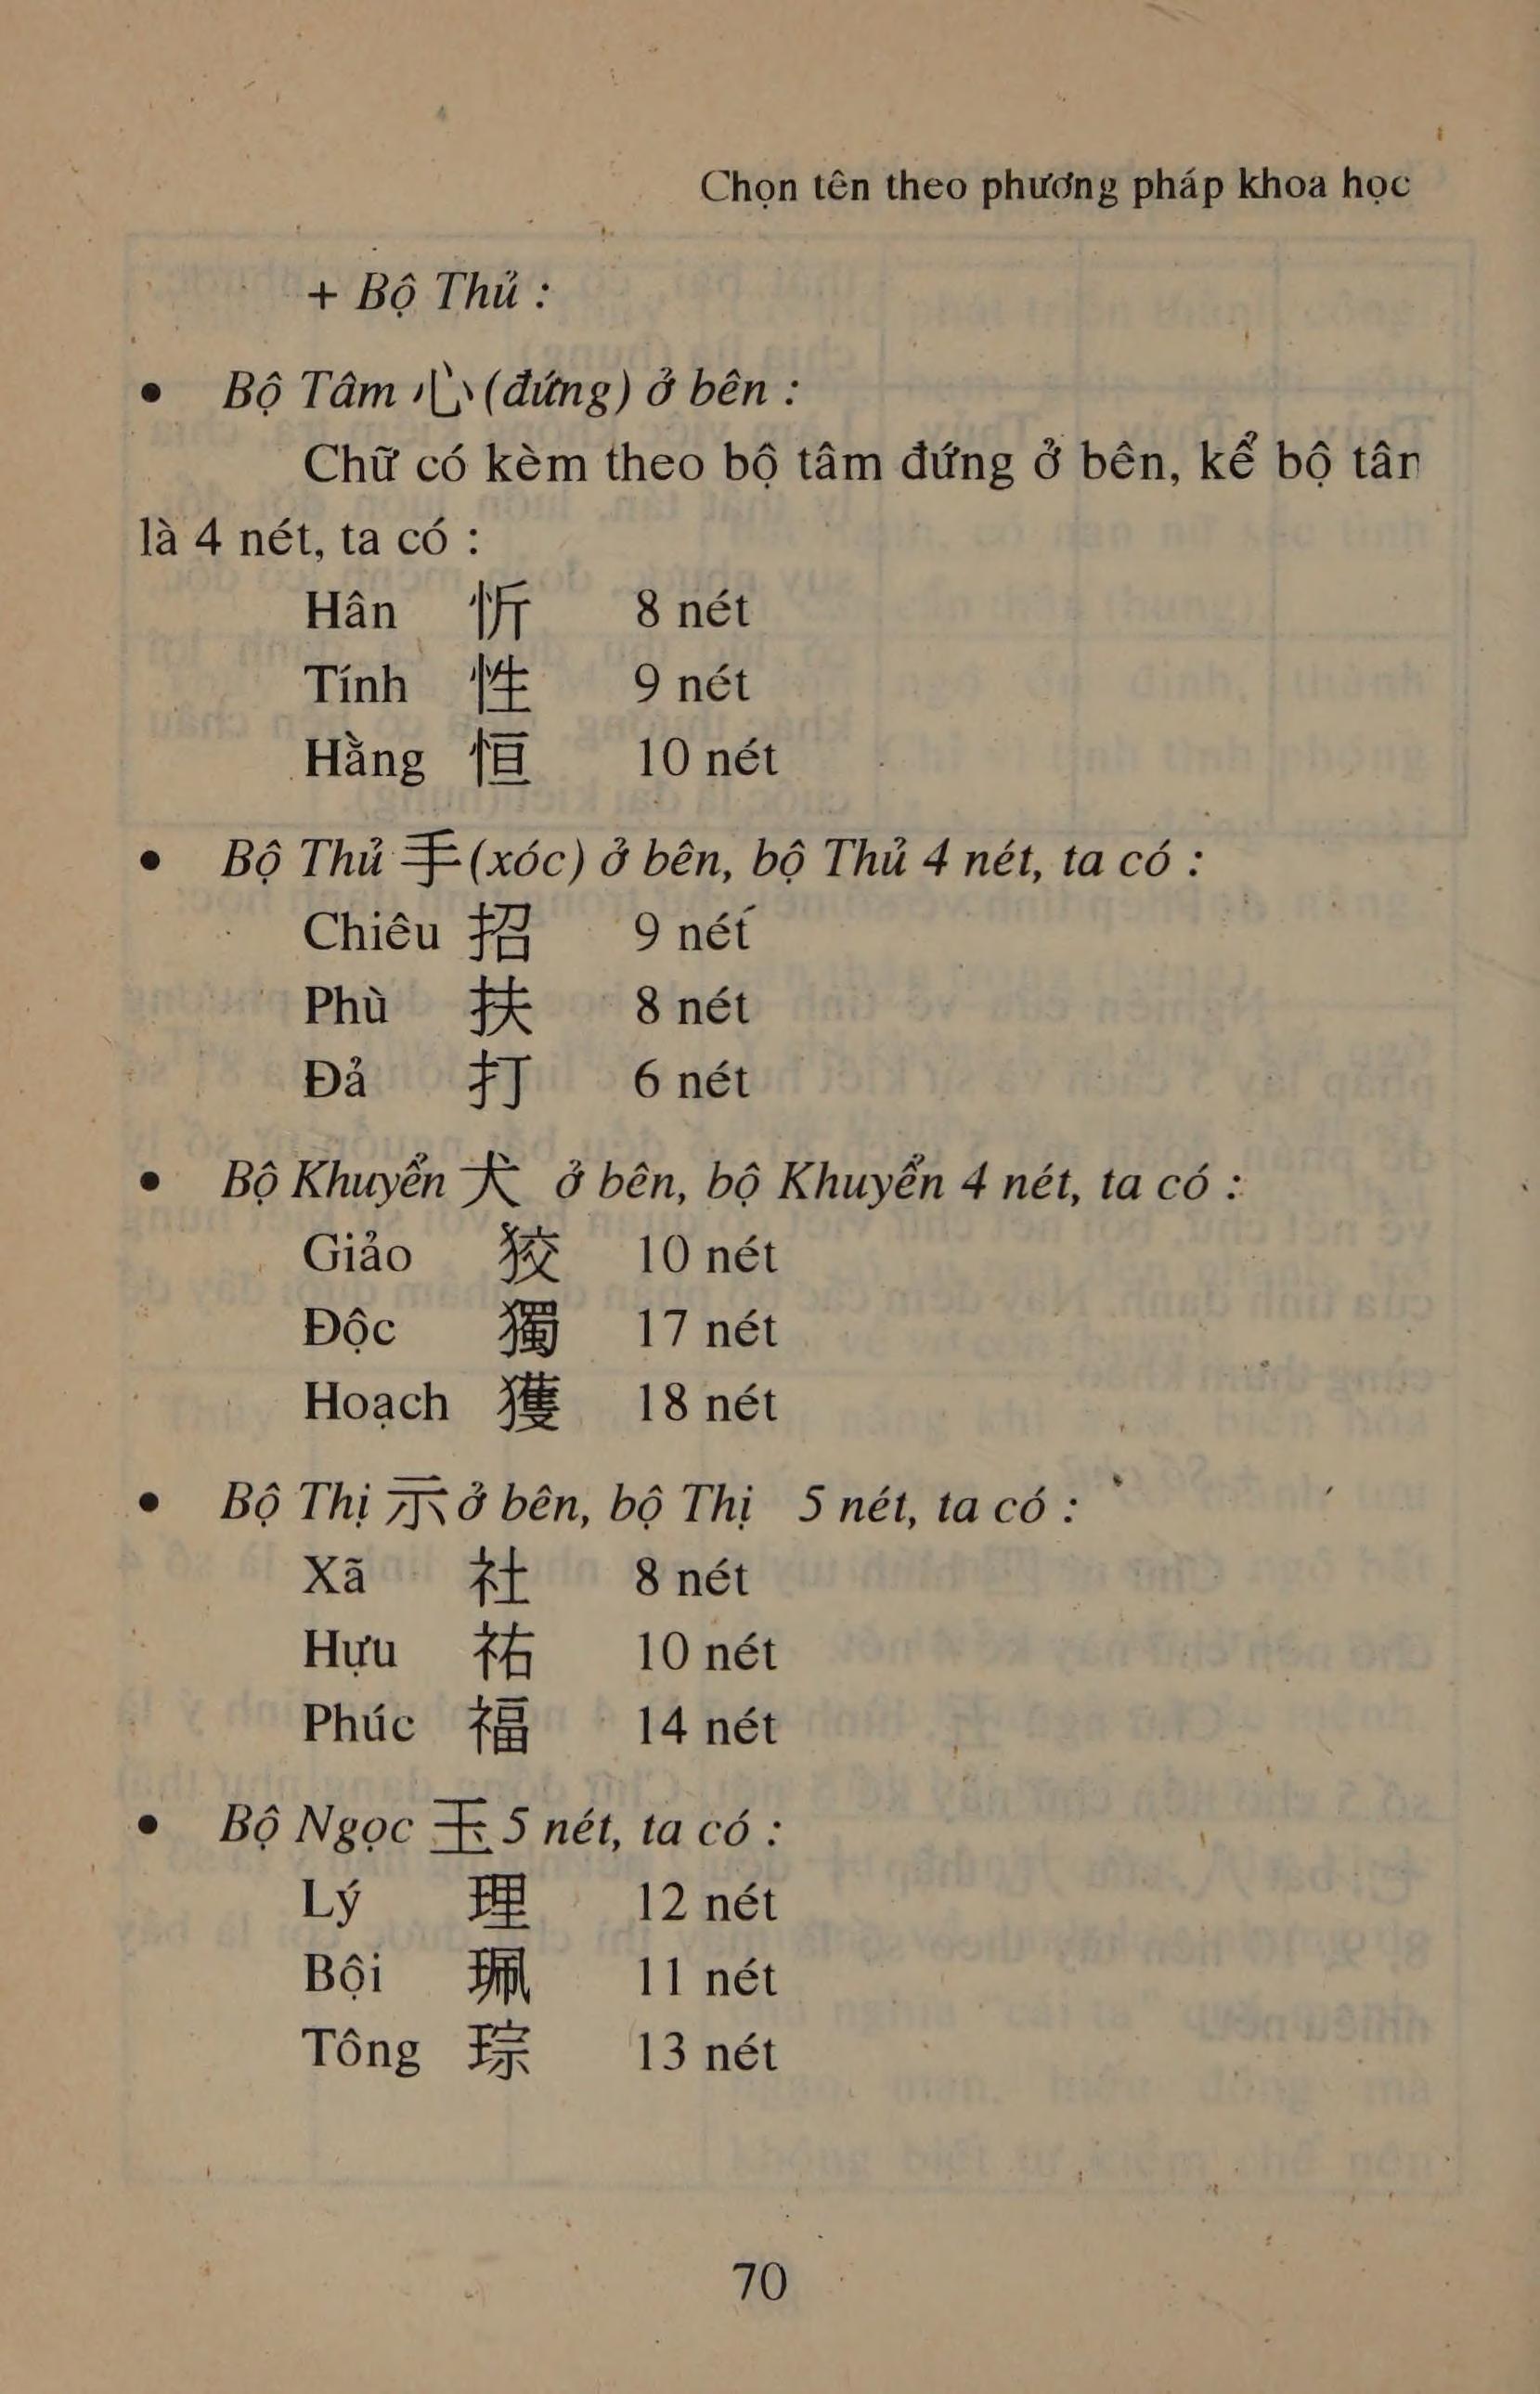 Chọn tên theo phương pháp khoa học
+ Bộ Thủ :
• Bộ Tâm 心 (đứng) ở bên :
Chữ có kèm theo bộ tâm đứng ở bên, kể bộ tân
là 4 nét, ta có :
Hân 忻 8 nét
Tính 性 9 nét
Hằng 恒 10 nét
• Bộ Thủ 手 (xóc) ở bên, bộ Thủ 4 nét, ta có :
Chiêu 招 9 nét
Phù 扶 8 nét
Đả 打 6 nét
• Bộ Khuyển 犬 ở bên, bộ Khuyển 4 nét, ta có :
Giảo 狡 10 nét
Độc 獨 17 nét
Hoạch 獲 18 nét
• Bộ Thị 示 ở bên, bộ Thị 5 nét, ta có :
Xã 社 8 nét
Hựu 祐 10 nét
Phúc 福 14 nét
• Bộ Ngọc 玉 5 nét, ta có :
Lý 理 12 nét
Bội 珮 11 nét
Tông 琮 13 nét
70